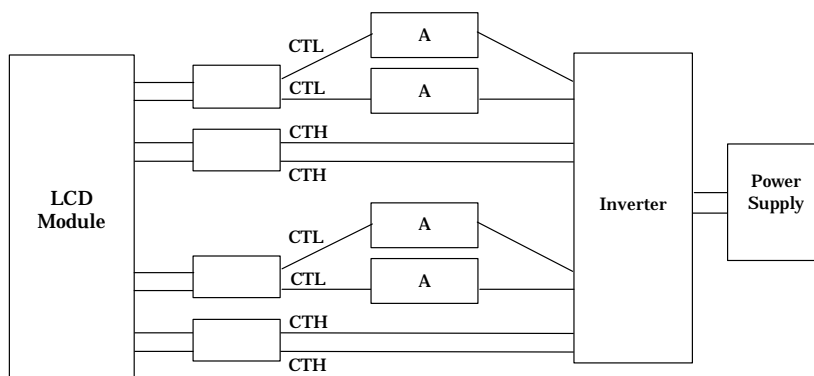 CTL
A
CTL
A
CTH
CTH
LCD
Module
Inverter
Power
Supply
CTL
A
CTL
A
CTH
CTH